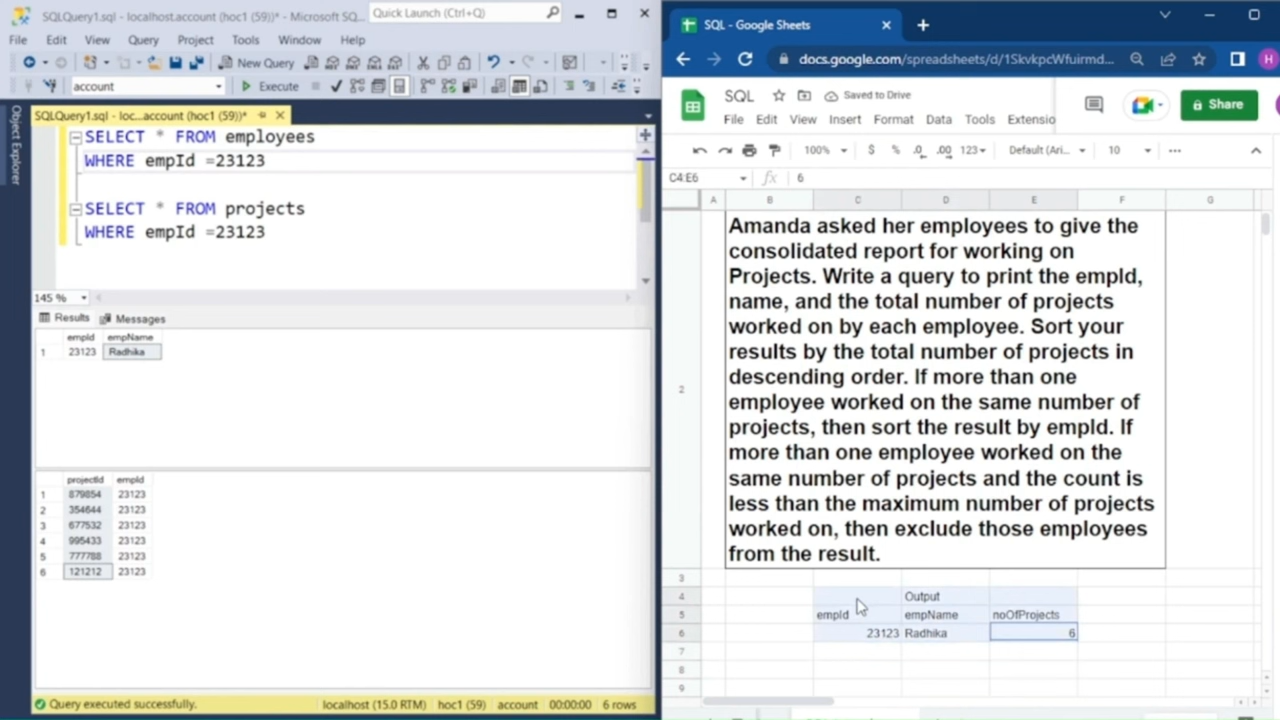 SQLQuery1.sql - localhost.account (hoc1 (59))* - Microsoft SQ...
Quick Launch (Ctrl+Q)
File Edit View Query Project Tools Window Help
New Query
account
Execute
Object Explorer
SQLQuery1.sql - loc...account (hoc1 (59))*
SELECT * FROM employees
WHERE empId =23123
SELECT * FROM projects
WHERE empId =23123
145 %
Results Messages
empId empName
1 23123 Radhika
projectId empId
1 879854 23123
2 354644 23123
3 677532 23123
4 995433 23123
5 777788 23123
6 121212 23123
Query executed successfully.
localhost (15.0 RTM) hoc1 (59) account 00:00:00 6 rows
SQL - Google Sheets
docs.google.com/spreadsheets/d/1SkvkpcWfuirmd...
H
SQL
Saved to Drive
File Edit View Insert Format Data Tools Extensio
Share
100% $ % .0 .00 123 Default (Ari... 10
C4:E6 fx 6
A B C D E F G
2
Amanda asked her employees to give the
consolidated report for working on
Projects. Write a query to print the empId,
name, and the total number of projects
worked on by each employee. Sort your
results by the total number of projects in
descending order. If more than one
employee worked on the same number of
projects, then sort the result by empId. If
more than one employee worked on the
same number of projects and the count is
less than the maximum number of projects
worked on, then exclude those employees
from the result.
3
4 Output
5 empId empName noOfProjects
6 23123 Radhika 6
7
8
9